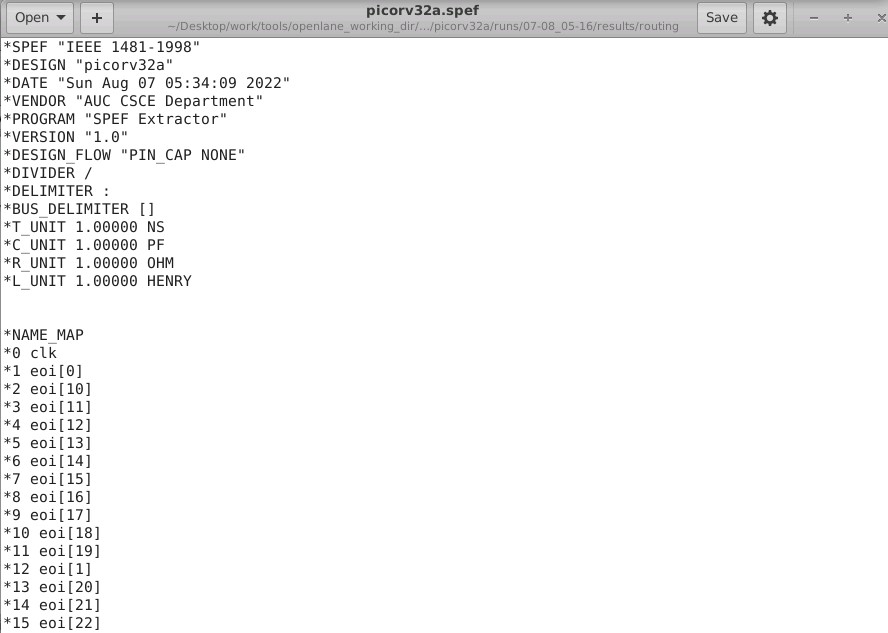 Open
+
picorv32a.spef
~/Desktop/work/tools/openlane_working_dir/.../picorv32a/runs/07-08_05-16/results/routing
Save
*SPEF "IEEE 1481-1998"
*DESIGN "picorv32a"
*DATE "Sun Aug 07 05:34:09 2022"
*VENDOR "AUC CSCE Department"
*PROGRAM "SPEF Extractor"
*VERSION "1.0"
*DESIGN_FLOW "PIN_CAP NONE"
*DIVIDER /
*DELIMITER :
*BUS_DELIMITER []
*T_UNIT 1.00000 NS
*C_UNIT 1.00000 PF
*R_UNIT 1.00000 OHM
*L_UNIT 1.00000 HENRY
*NAME_MAP
*0 clk
*1 eoi[0]
*2 eoi[10]
*3 eoi[11]
*4 eoi[12]
*5 eoi[13]
*6 eoi[14]
*7 eoi[15]
*8 eoi[16]
*9 eoi[17]
*10 eoi[18]
*11 eoi[19]
*12 eoi[1]
*13 eoi[20]
*14 eoi[21]
*15 eoi[22]